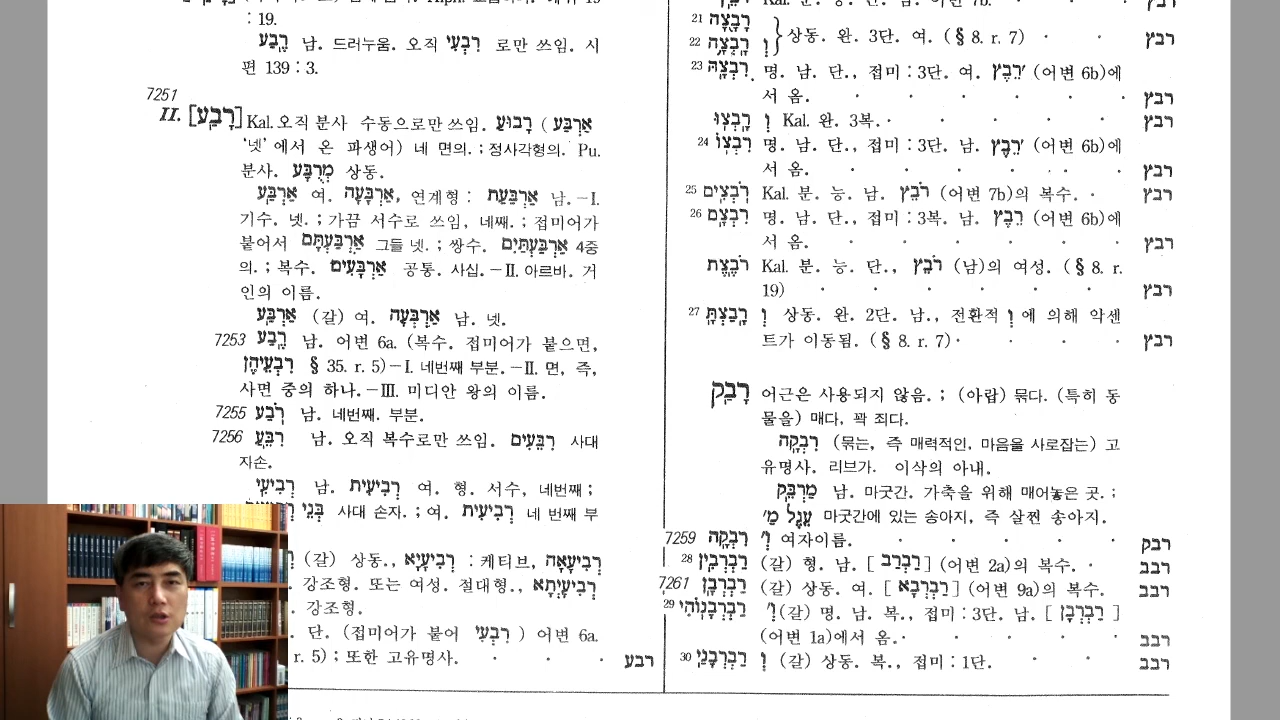 : 19.
רֶבַע 남. 드러누움. 오직 רִבְעִי 로만 쓰임. 시
편 139 : 3.
7251
II. [רָבַע] Kal. 오직 분사 수동으로만 쓰임. רָבוּעַ ( אַרְבַּע
'넷' 에서 온 파생어) 네 면의. ; 정사각형의. Pu.
분사. מְרֻבָּע 상동.
אַרְבַּע 여. אַרְבָּעָה, 연계형 : אַרְבַּעַת 남. – I.
기수. 넷. ; 가끔 서수로 쓰임, 네째. ; 접미어가
붙어서 אַרְבַּעְתָּם 그들 넷. ; 쌍수. אַרְבַּעְתַּיִם 4중
의. ; 복수. אַרְבָּעִים 공통. 사십. – II. 아르바. 거
인의 이름.
אַרְבַּע (갈) 여. אַרְבְּעָה 남. 넷.
7253 רֶבַע 남. 어변 6a. (복수. 접미어가 붙으면,
רִבְעֵיהֶן § 35. r. 5) – I. 네번째 부분. – II. 면, 즉,
사면 중의 하나. – III. 미디안 왕의 이름.
7255 רֹבַע 남. 네번째. 부분.
7256 רִבֵּעַ 남. 오직 복수로만 쓰임. רִבֵּעִים 사대
자손.
רְבִיעִי 남. רְבִיעִית 여. 형. 서수, 네번째 ;
בְּנֵי 사대 손자. ; 여. רְבִיעִית 네 번째 부
(갈) 상동., רְבִיעָיָא : 케티브, רְבִיעָאָה
. 강조형. 또는 여성. 절대형., רְבִיעָיְתָא
. 강조형.
. 단. (접미어가 붙어 רִבְעִי ) 어변 6a.
r. 5) ; 또한 고유명사. · · · רבע
Kal. 분. 능. 단. 남. 어변 7b. · · רבץ
21 רָבְצָה
22 וְ רָבְצָה } 상동. 완. 3단. 여. ( § 8. r. 7) · · רבץ
23 רִבְצָהּ 명. 남. 단., 접미 : 3단. 여. רֵבֶץ (어변 6b)에
서 옴. · · · · · · רבץ
וְ רָבְצוּ Kal. 완. 3복. · · · · · רבץ
24 רִבְצוֹ 명. 남. 단., 접미 : 3단. 남. רֵבֶץ (어변 6b)에
서 옴. · · · · · · רבץ
25 רֹבְצִים Kal. 분. 능. 남. רֹבֵץ (어변 7b)의 복수. · רבץ
26 רִבְצָם 명. 남. 단., 접미 : 3복. 남. רֵבֶץ (어변 6b)에
서 옴. · · · · · · רבץ
רֹבֶצֶת Kal. 분. 능. 단., רֹבֵץ (남)의 여성. ( § 8. r.
19) · · · · · · רבץ
27 וְ רָבַצְתָּ 상동. 완. 2단. 남., 전환적 וְ 에 의해 악센
트가 이동됨. ( § 8. r. 7) · · · · רבץ
רָבַק 어근은 사용되지 않음. ; (아랍) 묶다. (특히 동
물을) 매다, 꽉 죄다.
רִבְקָה (묶는, 즉 매력적인, 마음을 사로잡는) 고
유명사. 리브가. 이삭의 아내.
מַרְבֵּק 남. 마굿간. 가축을 위해 매어놓은 곳. ;
עֵגֶל מ' 마굿간에 있는 송아지, 즉 살찐 송아지.
7259 רִבְקָה וְ' 여자이름. · · · · · רבק
28 רַבְרְבִין (갈) 형. 남. [ רַבְרַב ] (어변 2a)의 복수. · רבב
7261 רַבְרְבָן (갈) 상동. 여. [ רַבְרְבָא ] (어변 9a)의 복수. · רבב
29 רַבְרְבָנוֹהִי וְ' (갈) 명. 남. 복., 접미 : 3단. 남. [ רַבְרְבָן ]
(어변 1a)에서 옴. · · · · רבב
30 וְ רַבְרְבָנַי (갈) 상동. 복., 접미 : 1단. · · · רבב